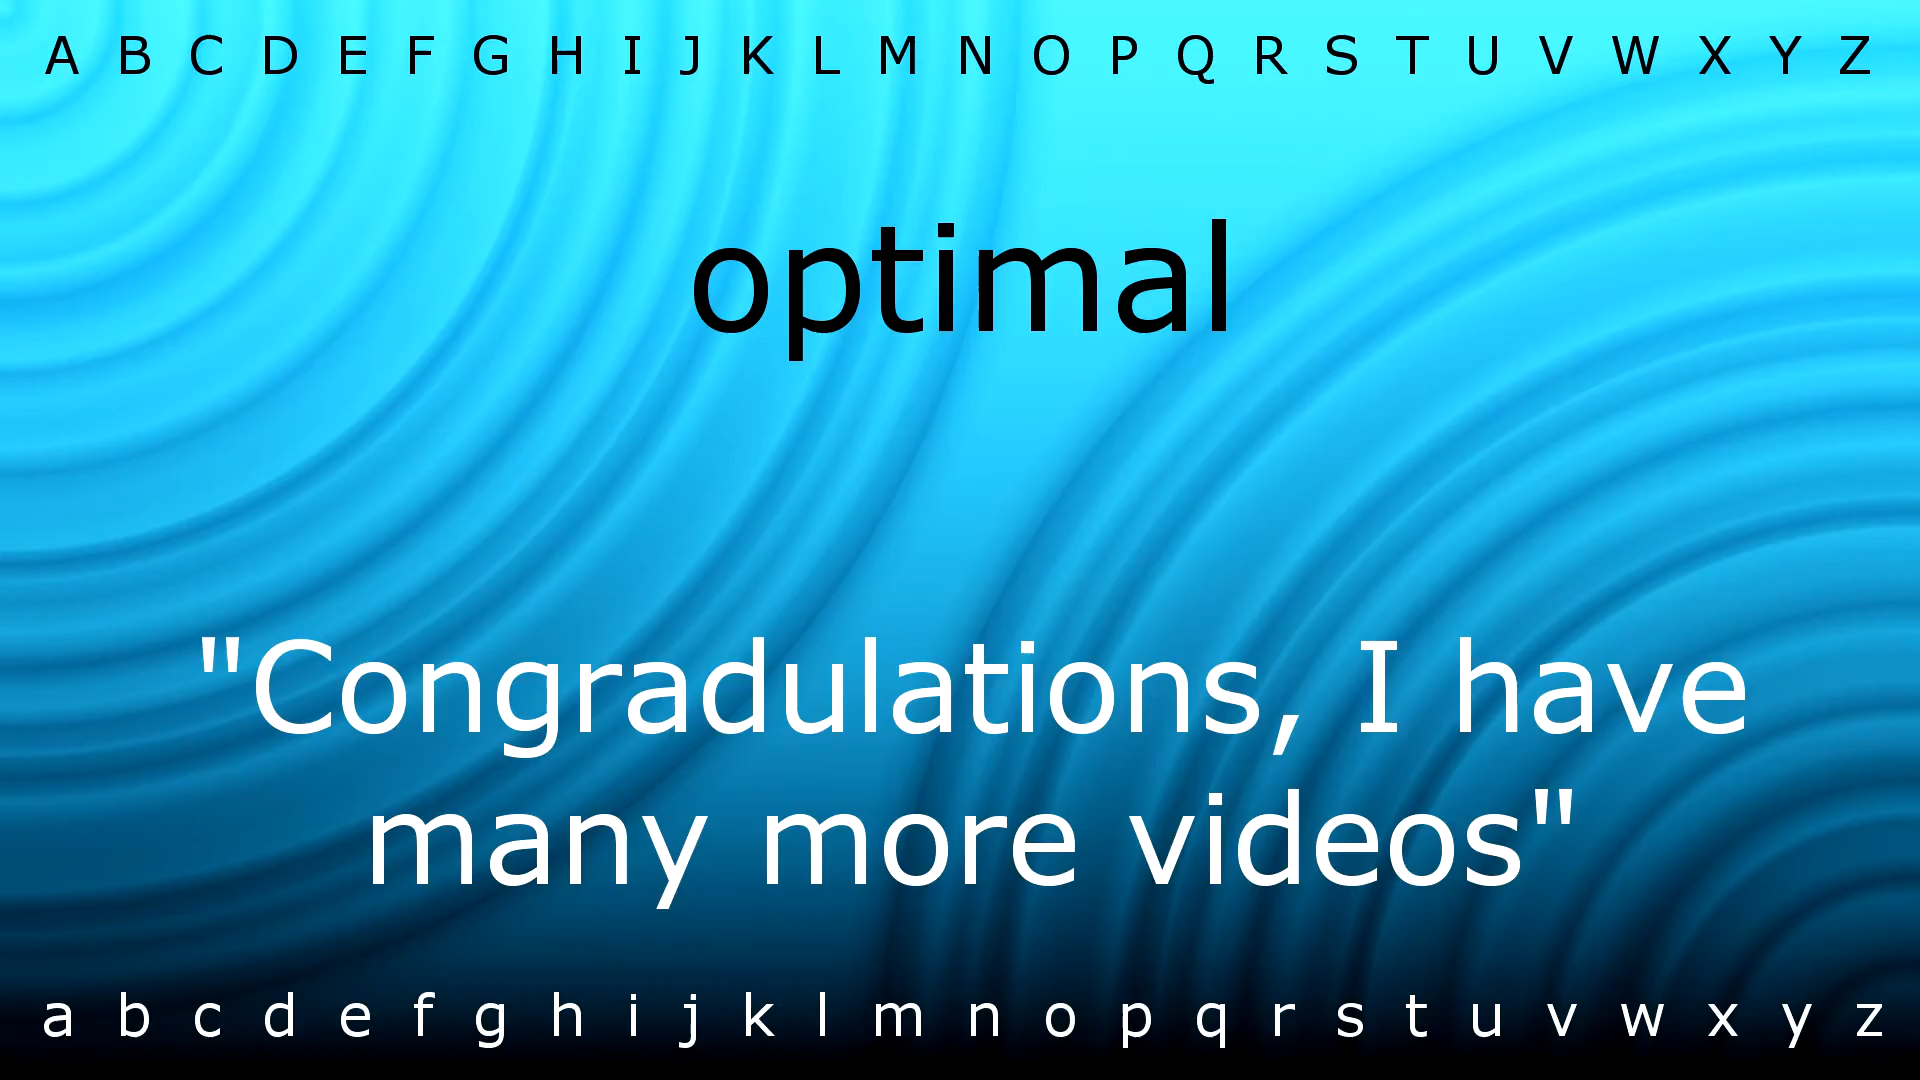 A B C D E F G H I J K L M N O P Q R S T U V W X Y Z
optimal
"Congradulations, I have
many more videos"
a b c d e f g h i j k l m n o p q r s t u v w x y z